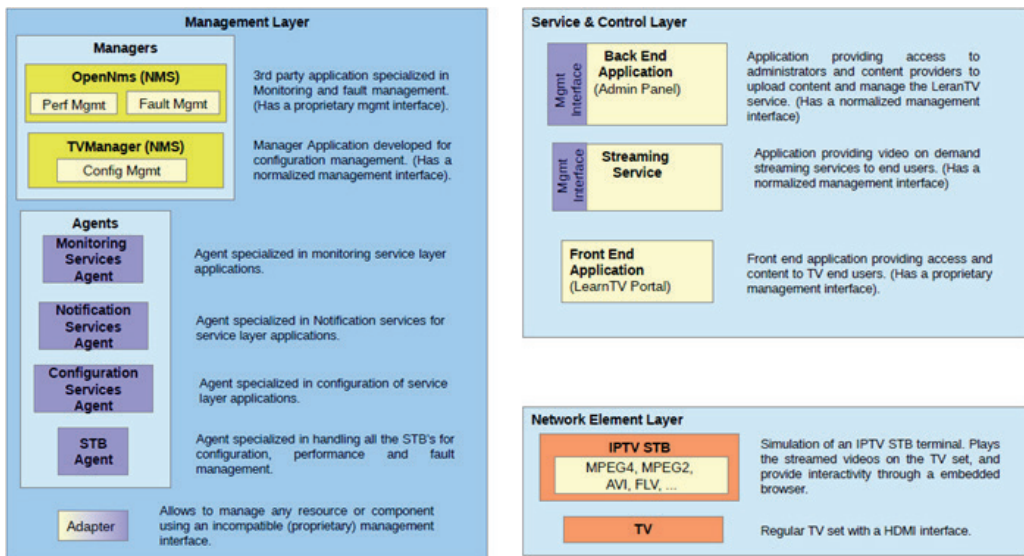 Management Layer
Managers
OpenNms (NMS)
Perf Mgmt
Fault Mgmt
3rd party application specialized in
Monitoring and fault management.
(Has a proprietary mgmt interface).
TVManager (NMS)
Config Mgmt
Manager Application developed for
configuration management. (Has a
normalized management interface).
Agents
Monitoring
Services
Agent
Agent specialized in monitoring service layer
applications.
Notification
Services
Agent
Agent specialized in Notification services for
service layer applications.
Configuration
Services
Agent
Agent specialized in configuration of service
layer applications.
STB
Agent
Agent specialized in handling all the STB's for
configuration, performance and fault
management.
Adapter
Allows to manage any resource or component
using an incompatible (proprietary) management
interface.
Service & Control Layer
Mgmt
Interface
Back End
Application
(Admin Panel)
Application providing access to
administrators and content providers to
upload content and manage the LeranTV
service. (Has a normalized management
interface)
Mgmt
Interface
Streaming
Service
Application providing video on demand
streaming services to end users. (Has a
normalized management interface)
Front End
Application
(LearnTV Portal)
Front end application providing access and
content to TV end users. (Has a proprietary
management interface).
Network Element Layer
IPTV STB
MPEG4, MPEG2,
AVI, FLV, ...
Simulation of an IPTV STB terminal. Plays
the streamed videos on the TV set, and
provide interactivity through a embedded
browser.
TV
Regular TV set with a HDMI interface.